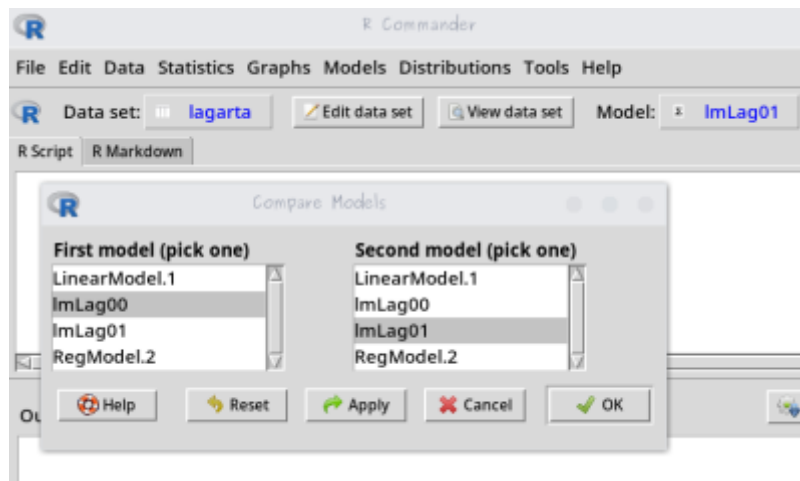 R Commander
File Edit Data Statistics Graphs Models Distributions Tools Help
R Data set: lagarta Edit data set View data set Model: Σ lmLag01
R Script R Markdown
R Compare Models
First model (pick one) Second model (pick one)
LinearModel.1 LinearModel.1
lmLag00 lmLag00
lmLag01 lmLag01
RegModel.2 RegModel.2
Help Reset Apply Cancel OK
Ou